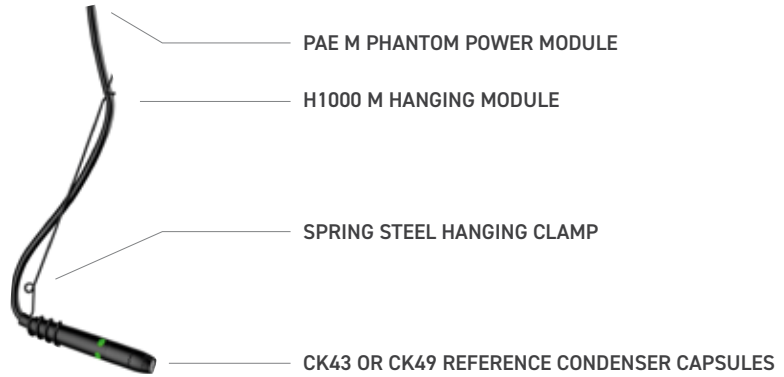 PAE M PHANTOM POWER MODULE
H1000 M HANGING MODULE
SPRING STEEL HANGING CLAMP
CK43 OR CK49 REFERENCE CONDENSER CAPSULES